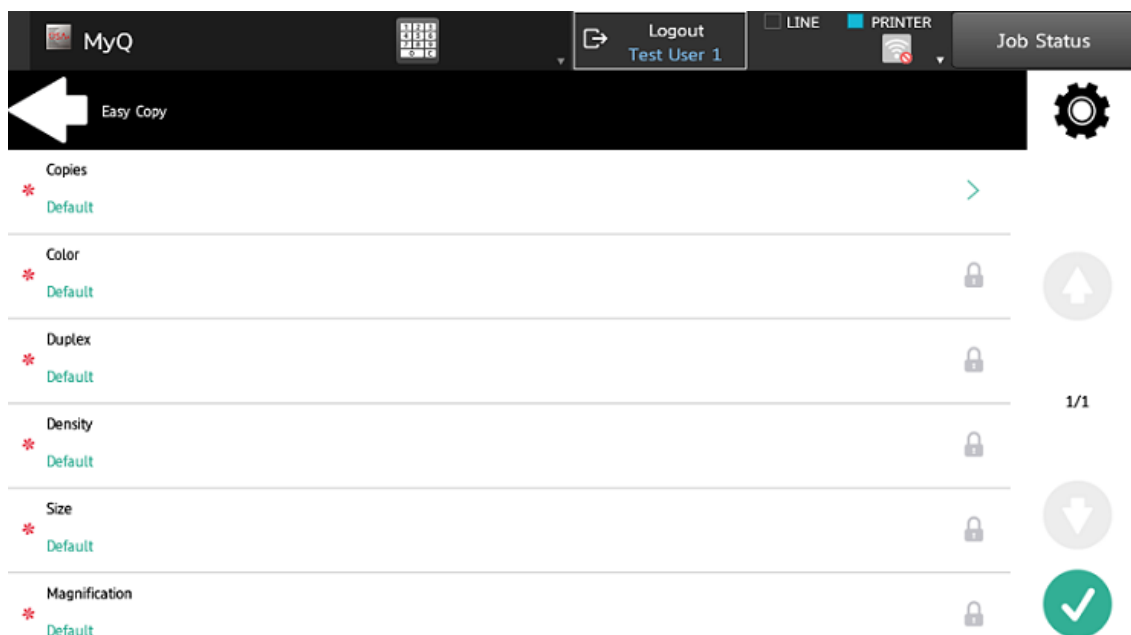 MyQ
Logout
Test User 1
LINE
PRINTER
Job Status
Easy Copy
Copies
Default
Color
Default
Duplex
Default
Density
Default
1/1
Size
Default
Magnification
Default